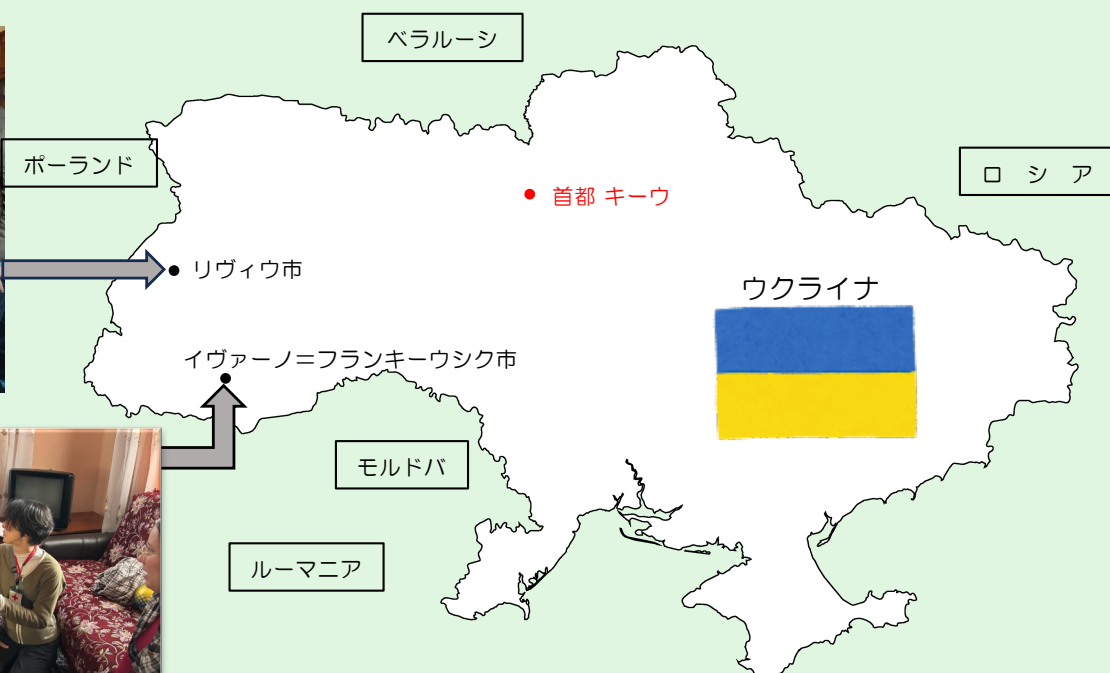 ベラルーシ
ポーランド
ロ シ ア
首都 キーウ
リヴィウ市
ウクライナ
イヴァーノ＝フランキーウシク市
モルドバ
ルーマニア